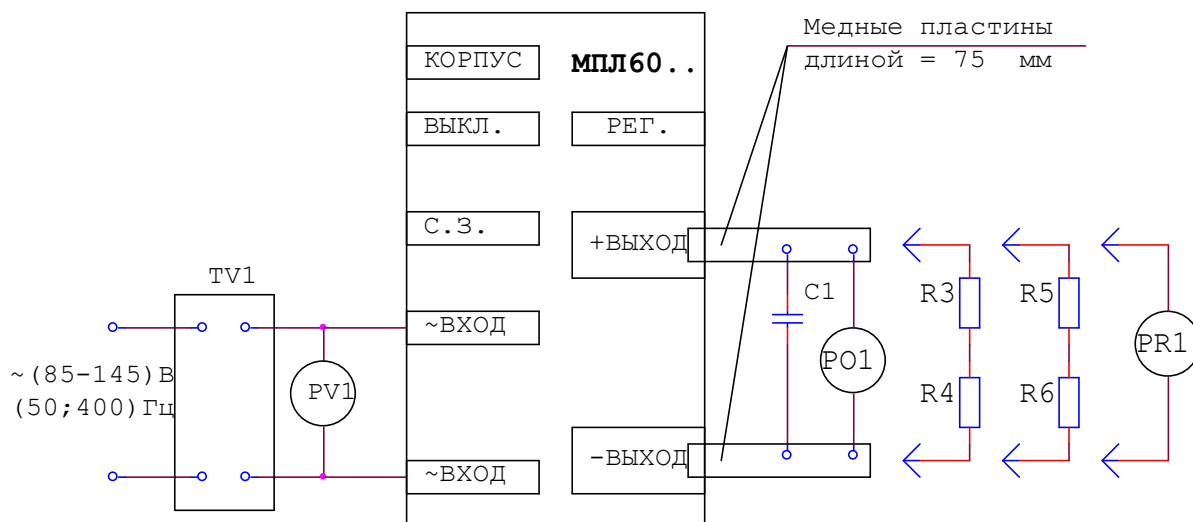 Медные пластины
длиной = 75 мм
КОРПУС
МПЛ60..
ВЫКЛ.
РЕГ.
С.З.
+ВЫХОД
TV1
C1
R3
R5
~ВХОД
PO1
PR1
~(85-145)В
(50;400)Гц
PV1
R4
R6
-ВЫХОД
~ВХОД